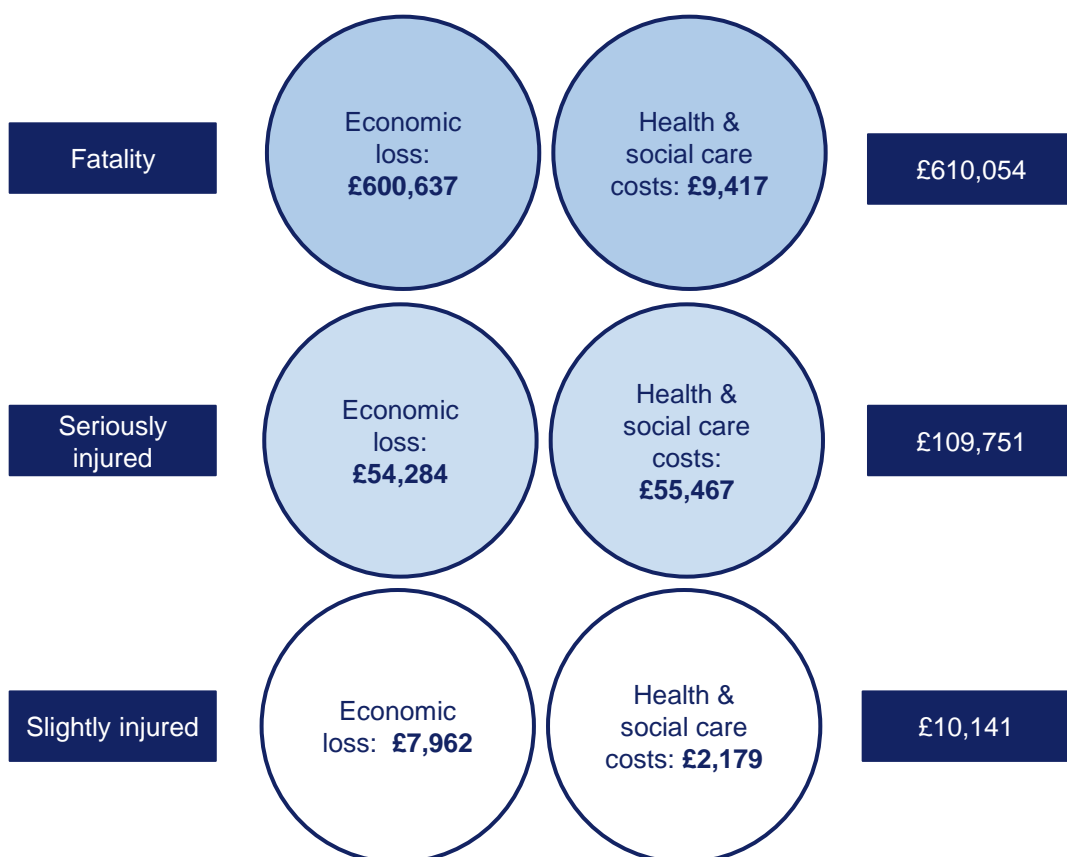 Fatality
Economic
loss:
£600,637
Health &
social care
costs: £9,417
£610,054
Seriously
injured
Economic
loss:
£54,284
Health &
social care
costs:
£55,467
£109,751
Slightly injured
Economic
loss: £7,962
Health &
social care
costs: £2,179
£10,141